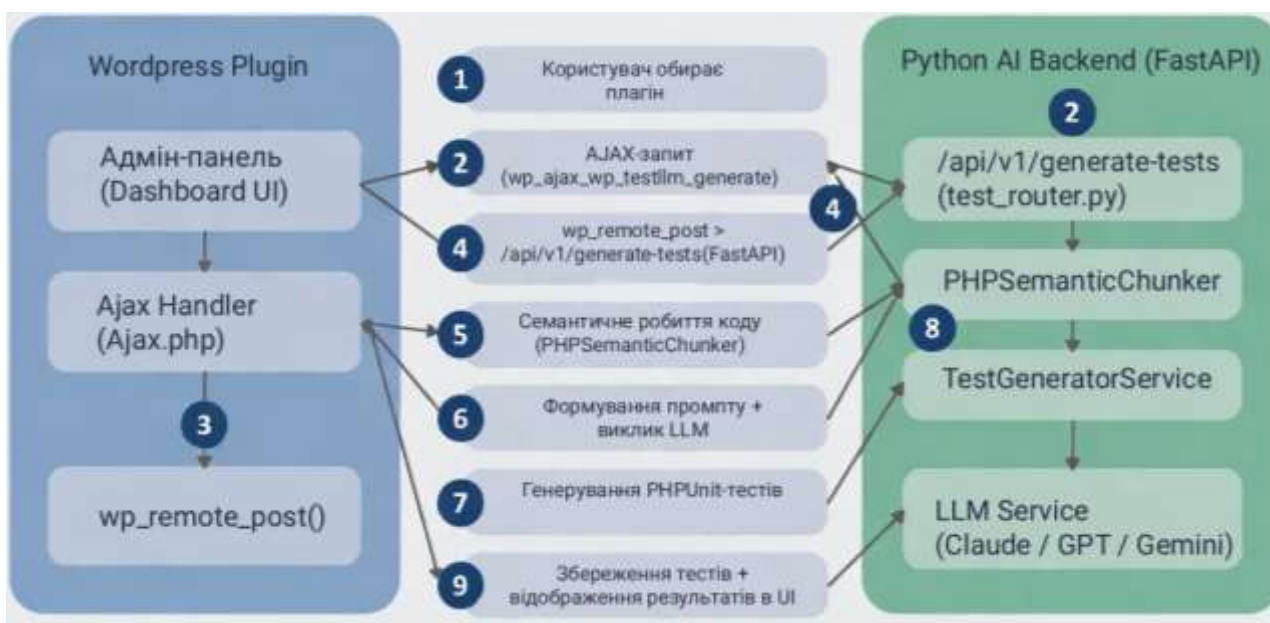 Wordpress Plugin
Адмін-панель
(Dashboard UI)
Ajax Handler
(Ajax.php)
3
wp_remote_post()
1
Користувач обирає
плагін
2
AJAX-запит
(wp_ajax_wp_testllm_generate)
4
wp_remote_post >
/api/v1/generate-tests(FastAPI)
5
Семантичне робиття коду
(PHPSemanticChunker)
6
Формування промпту +
виклик LLM
7
Генерування PHPUnit-тестів
9
Збереження тестів +
відображення результатів в UI
4
8
Python AI Backend (FastAPI)
2
/api/v1/generate-tests
(test_router.py)
PHPSemanticChunker
TestGeneratorService
LLM Service
(Claude / GPT / Gemini)